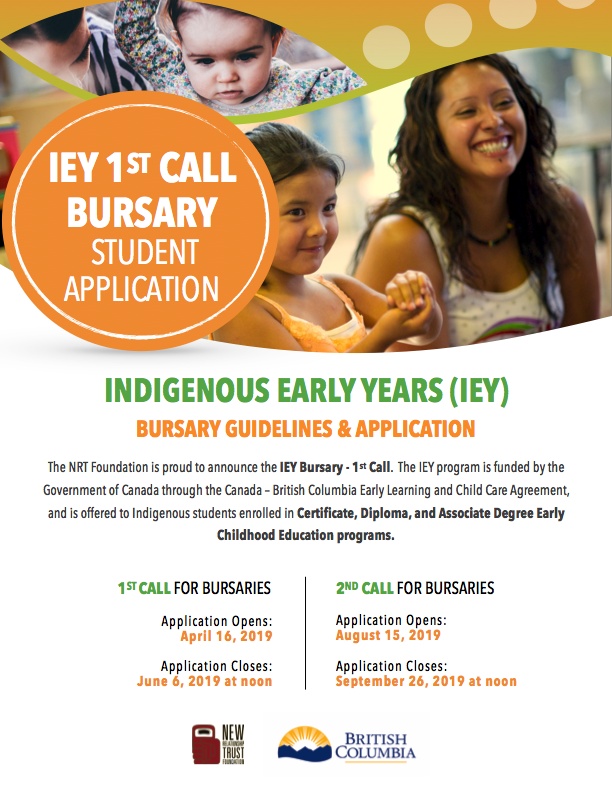 IEY 1ST CALL
BURSARY
STUDENT
APPLICATION
INDIGENOUS EARLY YEARS (IEY)
BURSARY GUIDELINES & APPLICATION
The NRT Foundation is proud to announce the IEY Bursary - 1st Call. The IEY program is funded by the
Government of Canada through the Canada – British Columbia Early Learning and Child Care Agreement,
and is offered to Indigenous students enrolled in Certificate, Diploma, and Associate Degree Early
Childhood Education programs.
1ST CALL FOR BURSARIES
Application Opens:
April 16, 2019
Application Closes:
June 6, 2019 at noon
2ND CALL FOR BURSARIES
Application Opens:
August 15, 2019
Application Closes:
September 26, 2019 at noon
NEW
RELATIONSHIP
TRUST
FOUNDATION
BRITISH
COLUMBIA